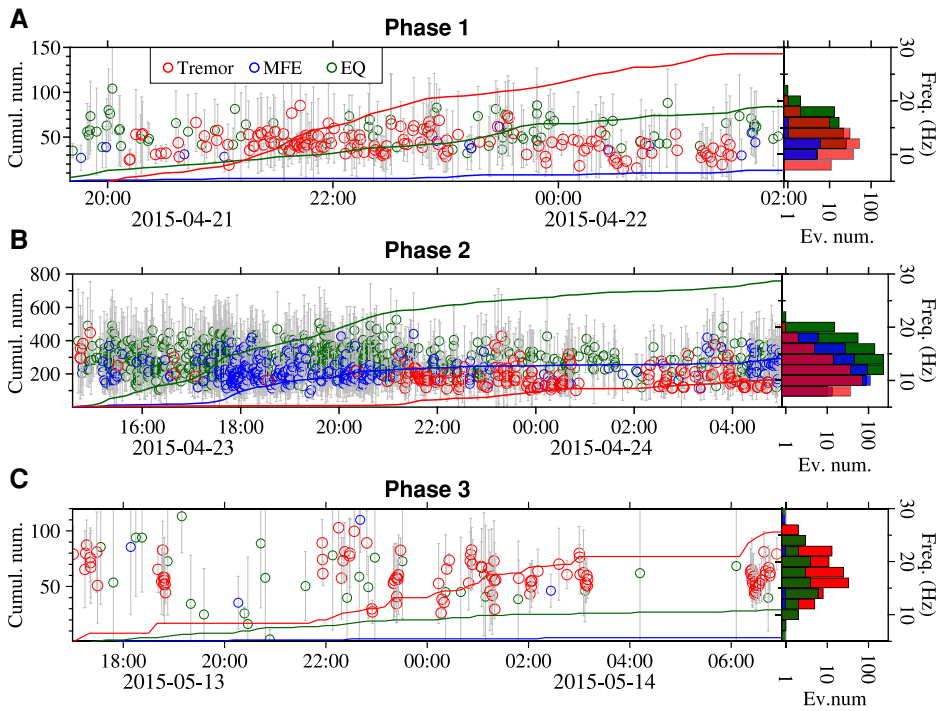 A
Phase 1
Cumul. num.
150
100
50
Tremor MFE EQ
30
20
10
Freq. (Hz)
20:00 22:00 00:00 02:00
2015-04-21 2015-04-22
1 10 100
Ev. num.
B
Phase 2
Cumul. num.
800
600
400
200
30
20
10
Freq. (Hz)
16:00 18:00 20:00 22:00 00:00 02:00 04:00
2015-04-23 2015-04-24
1 10 100
Ev. num.
C
Phase 3
Cumul. num.
100
50
30
20
10
Freq. (Hz)
18:00 20:00 22:00 00:00 02:00 04:00 06:00
2015-05-13 2015-05-14
1 10 100
Ev.num